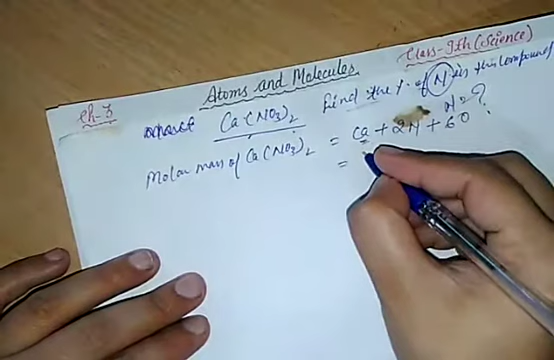 Ch-3 Atoms and Molecules Class-9th (Science)
Ca(NO3)2 Find the % of N in this compound
N = ?
Molar mass of Ca(NO3)2 = Ca + 2N + 6O
=